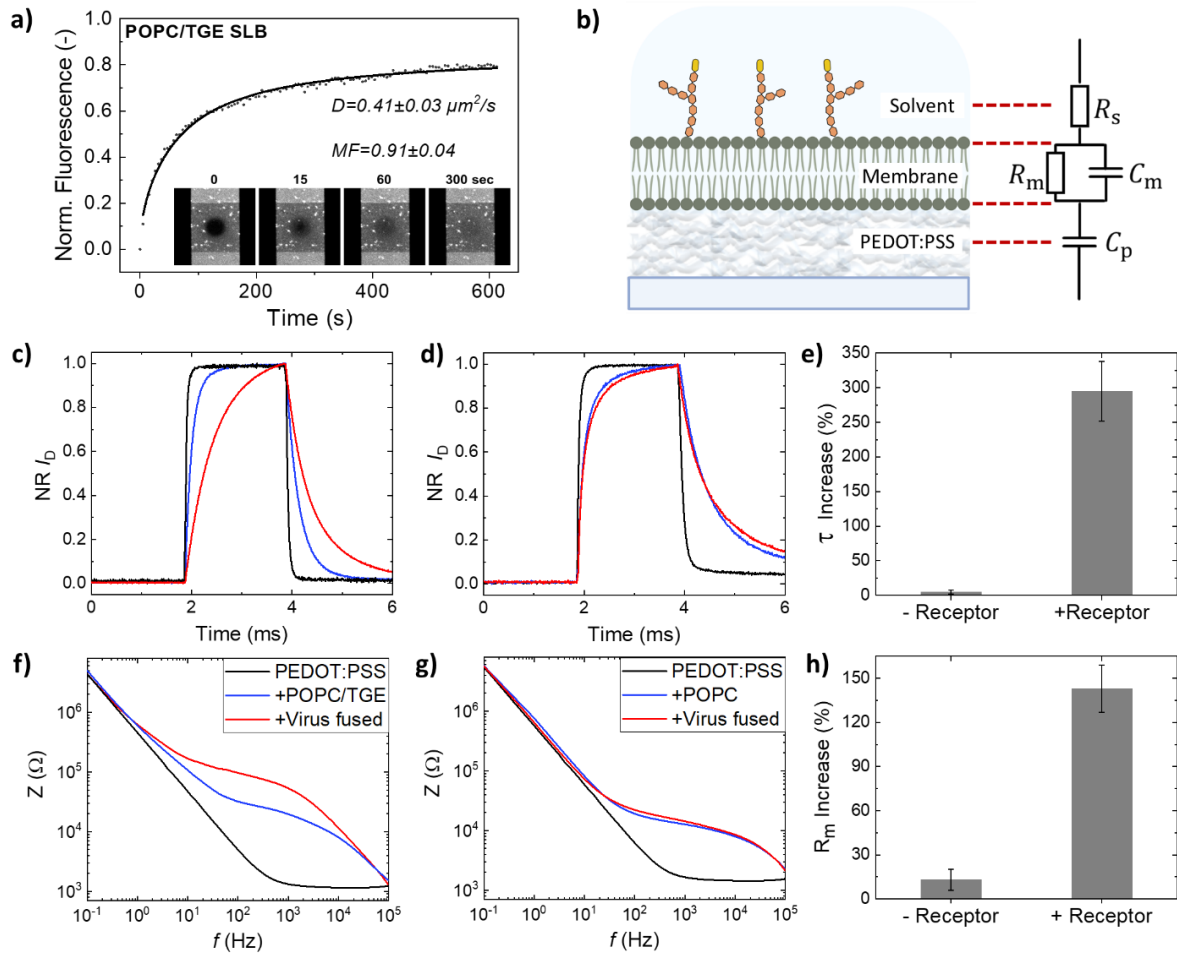 a)
POPC/TGE SLB
Norm. Fluorescence (-)
1.0
0.8
0.6
0.4
0.2
0.0
D=0.41±0.03 µm²/s
MF=0.91±0.04
0 15 60 300 sec
0 200 400 600
Time (s)
b)
Solvent
Membrane
PEDOT:PSS
Rs
Rm
Cm
Cp
c)
NR ID
1.0
0.8
0.6
0.4
0.2
0.0
0 2 4 6
Time (ms)
d)
NR ID
1.0
0.8
0.6
0.4
0.2
0.0
0 2 4 6
Time (ms)
e)
τ Increase (%)
350
300
250
200
150
100
50
0
- Receptor +Receptor
f)
PEDOT:PSS
+POPC/TGE
+Virus fused
Z (Ω)
10⁶
10⁵
10⁴
10³
10⁻¹ 10⁰ 10¹ 10² 10³ 10⁴ 10⁵
f (Hz)
g)
PEDOT:PSS
+POPC
+Virus fused
Z (Ω)
10⁶
10⁵
10⁴
10³
10⁻¹ 10⁰ 10¹ 10² 10³ 10⁴ 10⁵
f (Hz)
h)
Rm Increase (%)
150
120
90
60
30
0
- Receptor + Receptor